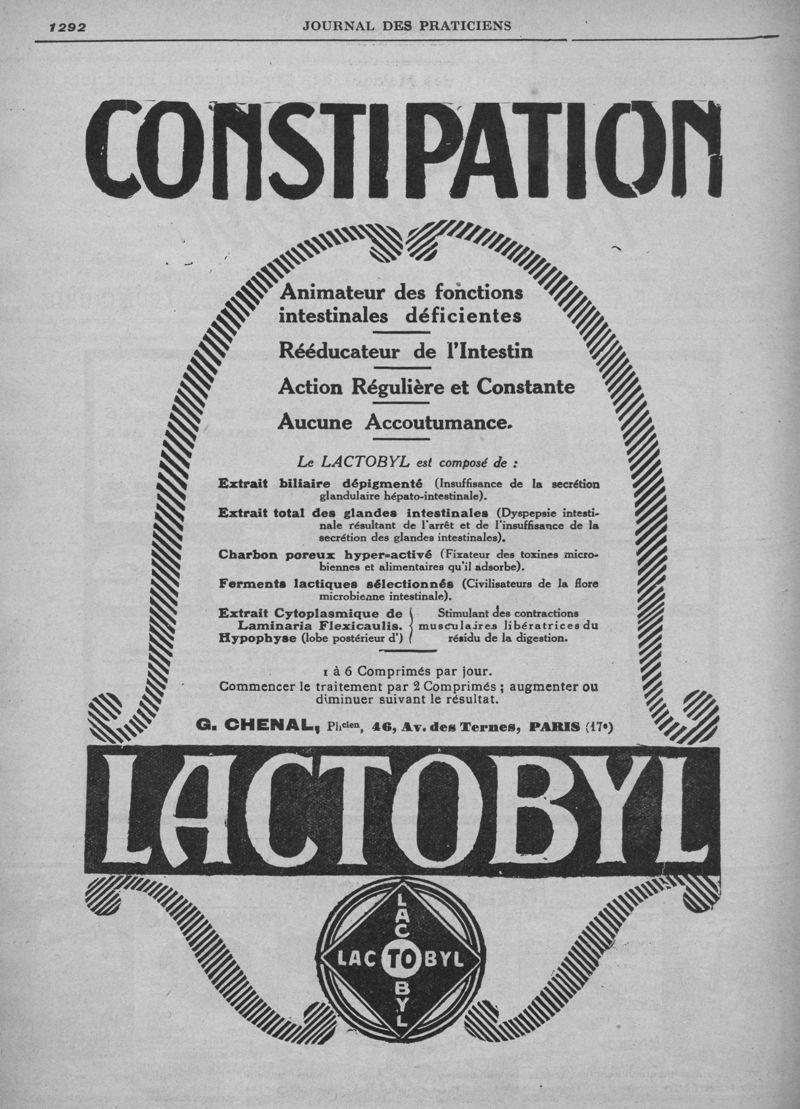 1292
JOURNAL DES PRATICIENS
CONSTIPATION
Animateur des fonctions
intestinales déficientes
Rééducateur de l'Intestin
Action Régulière et Constante
Aucune Accoutumance.
Le LACTOBYL est composé de :
Extrait biliaire dépigmenté (Insuffisance de la secrétion
glandulaire hépato-intestinale).
Extrait total des glandes intestinales (Dyspepsie intesti-
nale résultant de l'arrêt et de l'insuffisance de la
secrétion des glandes intestinales).
Charbon poreux hyper-activé (Fixateur des toxines micro-
biennes et alimentaires qu'il adsorbe).
Ferments lactiques sélectionnés (Civilisateurs de la flore
microbienne intestinale).
Extrait Cytoplasmique de
Laminaria Flexicaulis.
Hypophyse (lobe postérieur d')
Stimulant des contractions
musculaires libératrices du
résidu de la digestion.
1 à 6 Comprimés par jour.
Commencer le traitement par 2 Comprimés ; augmenter ou
diminuer suivant le résultat.
G. CHENAL, Phcien, 46, Av. des Ternes, PARIS (17e)
LACTOBYL
LACTOBYL
LACTOBYL